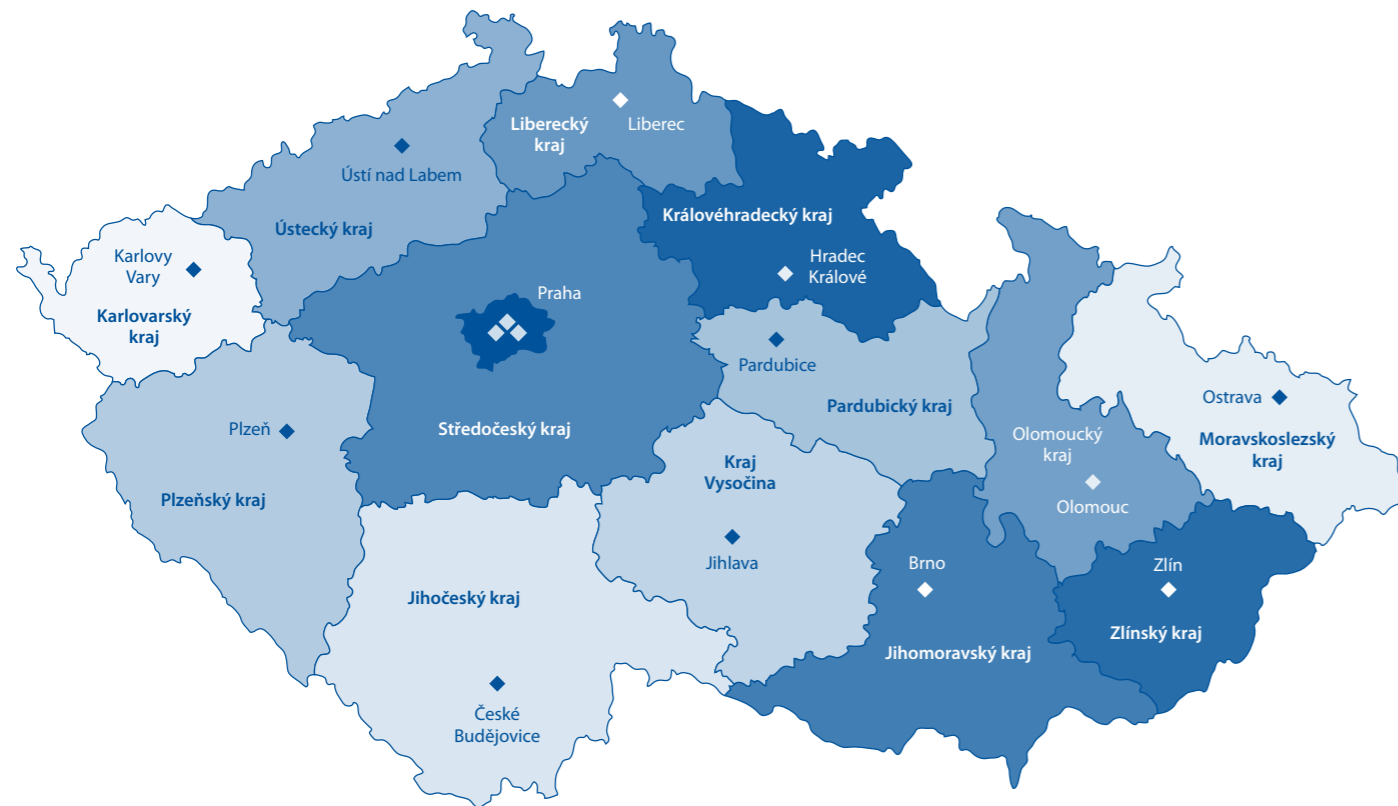 Liberec
Liberecký
kraj
Ústí nad Labem
Ústecký kraj
Královéhradecký kraj
Hradec
Králové
Karlovy
Vary
Karlovarský
kraj
Praha
Pardubice
Pardubický kraj
Plzeň
Plzeňský kraj
Středočeský kraj
Kraj
Vysočina
Jihlava
Olomoucký
kraj
Olomouc
Ostrava
Moravskoslezský
kraj
Jihočeský kraj
České
Budějovice
Brno
Jihomoravský kraj
Zlín
Zlínský kraj